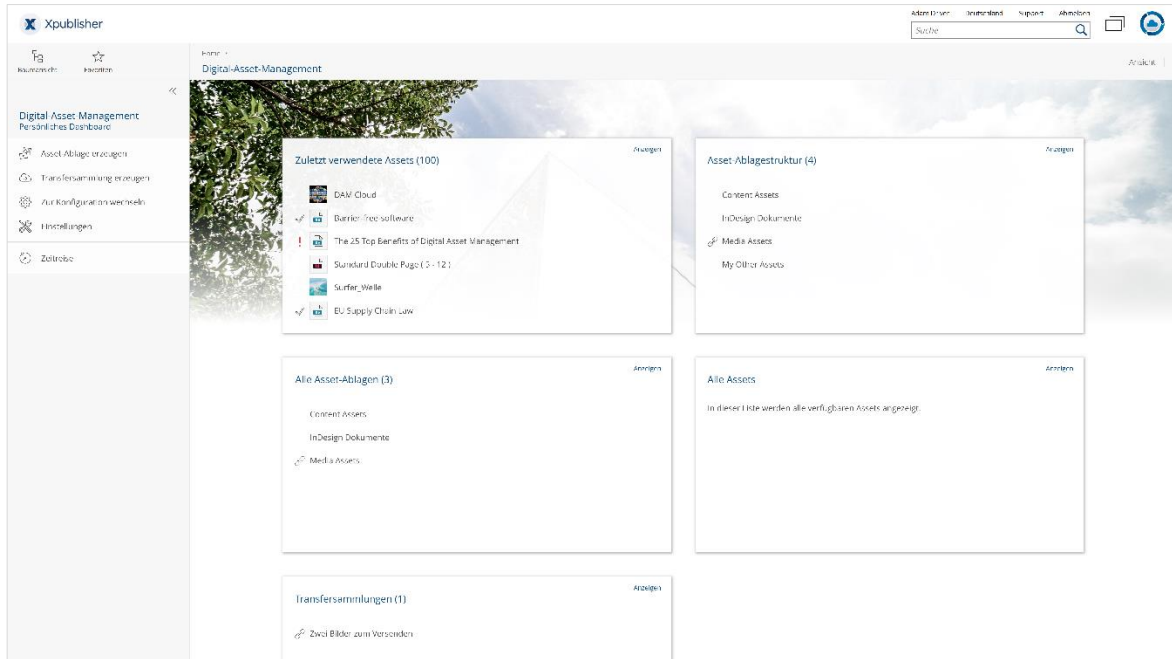 Xpublisher
Adam Driver Deutschland Support Abmelden
Suche
Baumansicht Favoriten
Home
Digital-Asset-Management
Ansicht
Digital Asset Management
Persönliches Dashboard
Asset-Ablage erzeugen
Transfersammlung erzeugen
Zur Konfiguration wechseln
Einstellungen
Zeitreise
Anzeigen
Zuletzt verwendete Assets (100)
DAM Cloud
Barrier-free-software
The 25 Top Benefits of Digital Asset Management
Standard Double Page ( 5 - 12 )
Surfer_Welle
EU Supply Chain Law
Anzeigen
Asset-Ablagestruktur (4)
Content Assets
InDesign Dokumente
Media Assets
My Other Assets
Anzeigen
Alle Asset-Ablagen (3)
Content Assets
InDesign Dokumente
Media Assets
Anzeigen
Alle Assets
In dieser Liste werden alle verfügbaren Assets angezeigt.
Anzeigen
Transfersammlungen (1)
Zwei Bilder zum Versenden